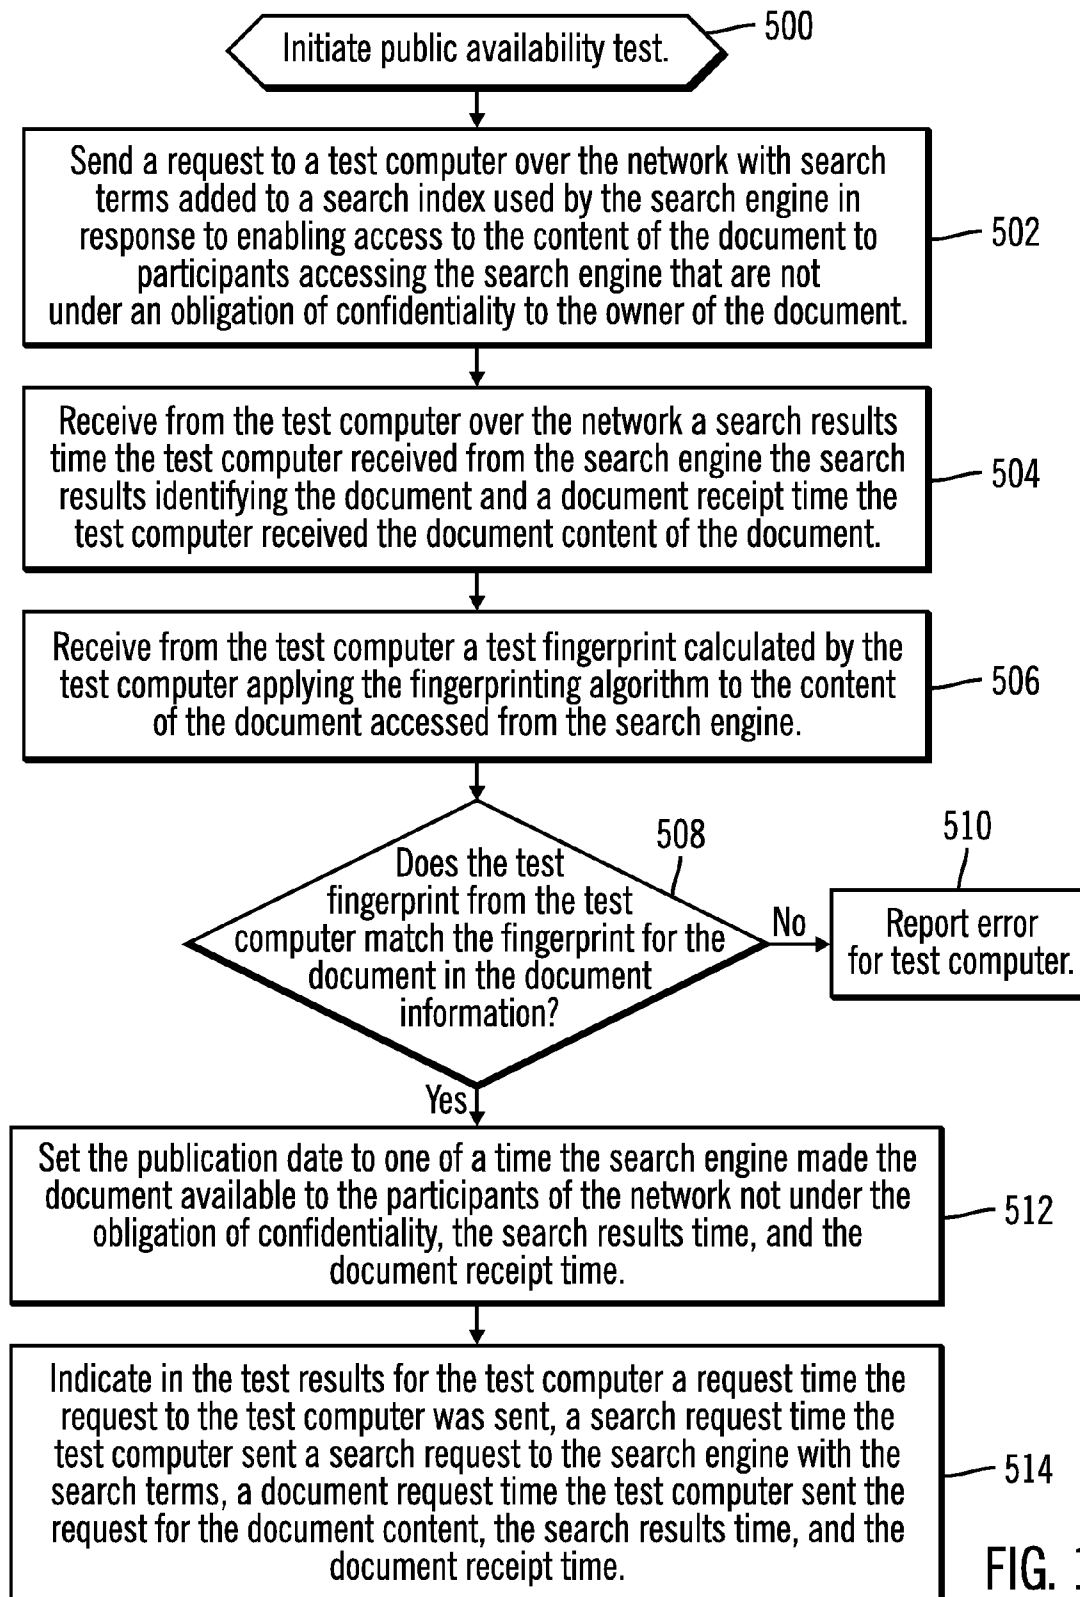 Initiate public availability test.
500
Send a request to a test computer over the network with search
terms added to a search index used by the search engine in
response to enabling access to the content of the document to
participants accessing the search engine that are not
under an obligation of confidentiality to the owner of the document.
502
Receive from the test computer over the network a search results
time the test computer received from the search engine the search
results identifying the document and a document receipt time the
test computer received the document content of the document.
504
Receive from the test computer a test fingerprint calculated by the
test computer applying the fingerprinting algorithm to the content
of the document accessed from the search engine.
506
Does the test
fingerprint from the test
computer match the fingerprint for the
document in the document
information?
508
No
510
Report error
for test computer.
Yes
Set the publication date to one of a time the search engine made the
document available to the participants of the network not under the
obligation of confidentiality, the search results time, and the
document receipt time.
512
Indicate in the test results for the test computer a request time the
request to the test computer was sent, a search request time the
test computer sent a search request to the search engine with the
search terms, a document request time the test computer sent the
request for the document content, the search results time, and the
document receipt time.
514
FIG.